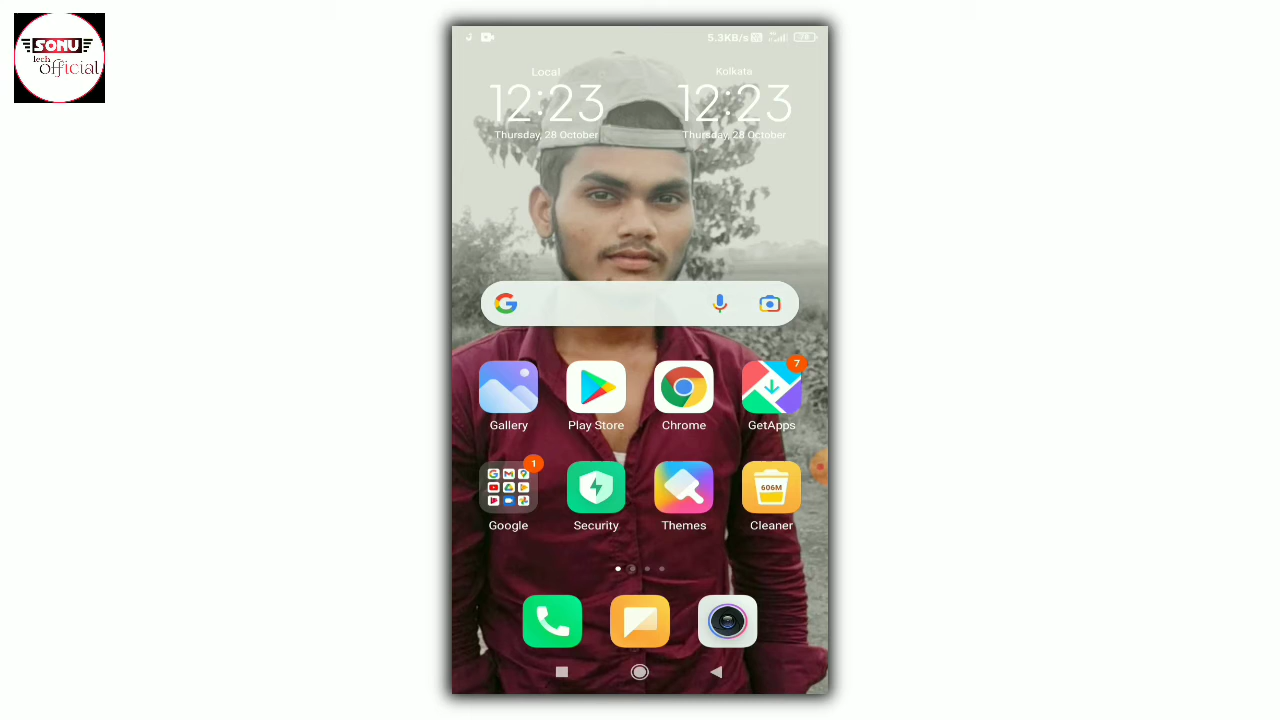 SONU
tech
official
5.3KB/s
Local
Kolkata
12:23
12:23
Thursday, 28 October
Thursday, 28 October
Gallery
Play Store
Chrome
7
GetApps
1
Google
Security
Themes
606M
Cleaner